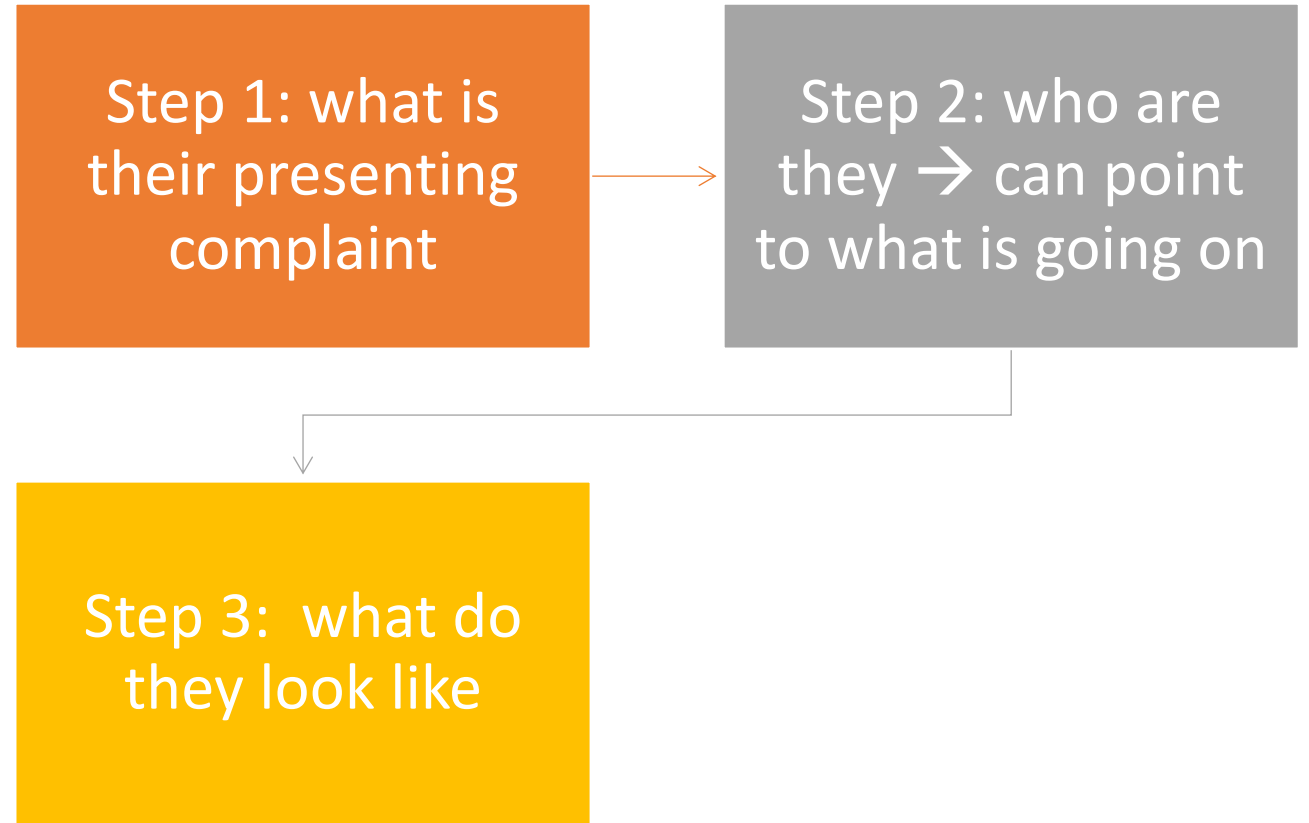 Step 1: what is
their presenting
complaint
Step 2: who are
they → can point
to what is going on
Step 3:  what do
they look like